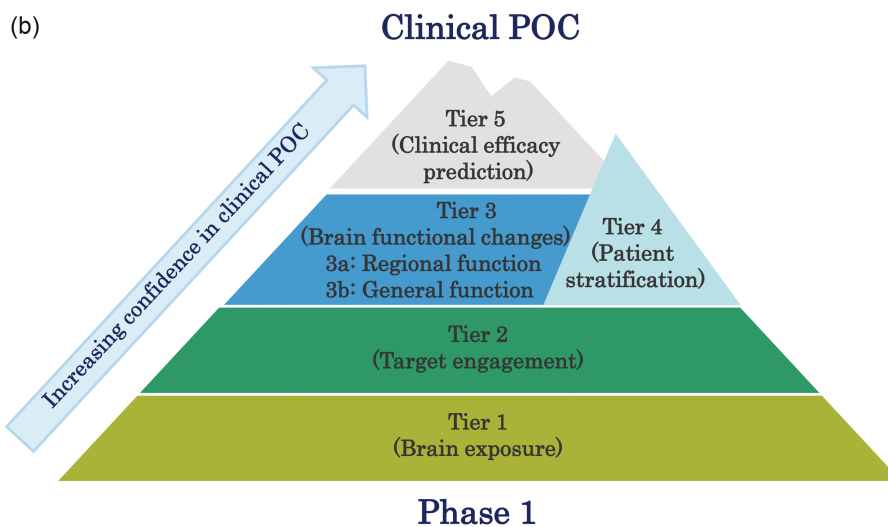 (b)
Clinical POC
Increasing confidence in clinical POC
Tier 5
(Clinical efficacy
prediction)
Tier 3
(Brain functional changes)
3a: Regional function
3b: General function
Tier 4
(Patient
stratification)
Tier 2
(Target engagement)
Tier 1
(Brain exposure)
Phase 1